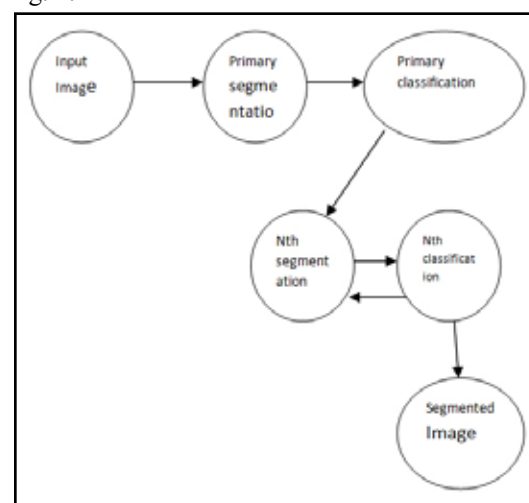 Input
Image
Primary
segme
ntatio
Primary
classification
Nth
segment
ation
Nth
classificat
ion
Segmented
Image